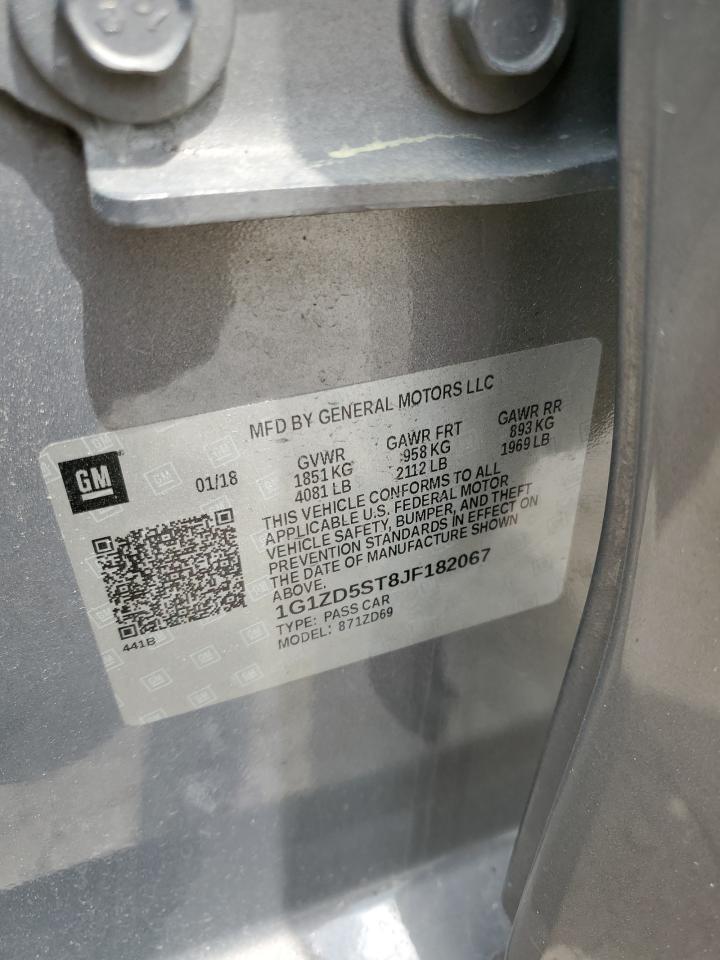 MFD BY GENERAL MOTORS LLC
GM
01/18
GVWR
1851 KG
4081 LB
GAWR FRT
958 KG
2112 LB
GAWR RR
893 KG
1969 LB
THIS VEHICLE CONFORMS TO ALL
APPLICABLE U.S. FEDERAL MOTOR
VEHICLE SAFETY, BUMPER, AND THEFT
PREVENTION STANDARDS IN EFFECT ON
THE DATE OF MANUFACTURE SHOWN
ABOVE.
1G1ZD5ST8JF182067
TYPE: PASS CAR
MODEL: 871ZD69
441B